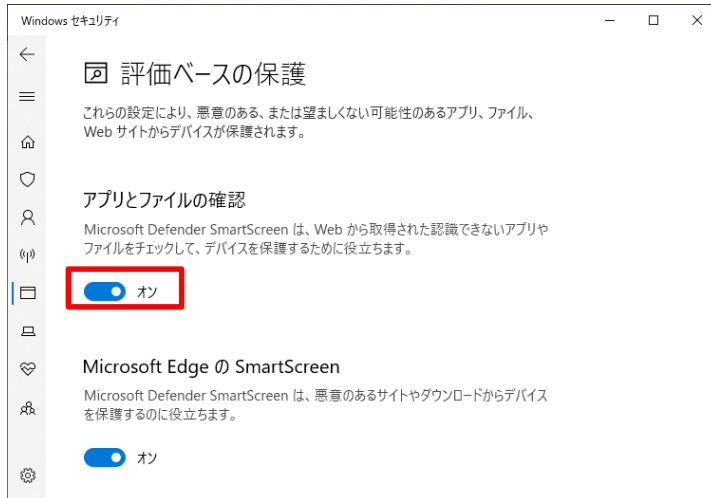 Windows セキュリティ
評価ベースの保護
これらの設定により、悪意のある、または望ましくない可能性のあるアプリ、ファイル、
Web サイトからデバイスが保護されます。
アプリとファイルの確認
Microsoft Defender SmartScreen は、Web から取得された認識できないアプリや
ファイルをチェックして、デバイスを保護するために役立ちます。
オン
Microsoft Edge の SmartScreen
Microsoft Defender SmartScreen は、悪意のあるサイトやダウンロードからデバイス
を保護するのに役立ちます。
オン